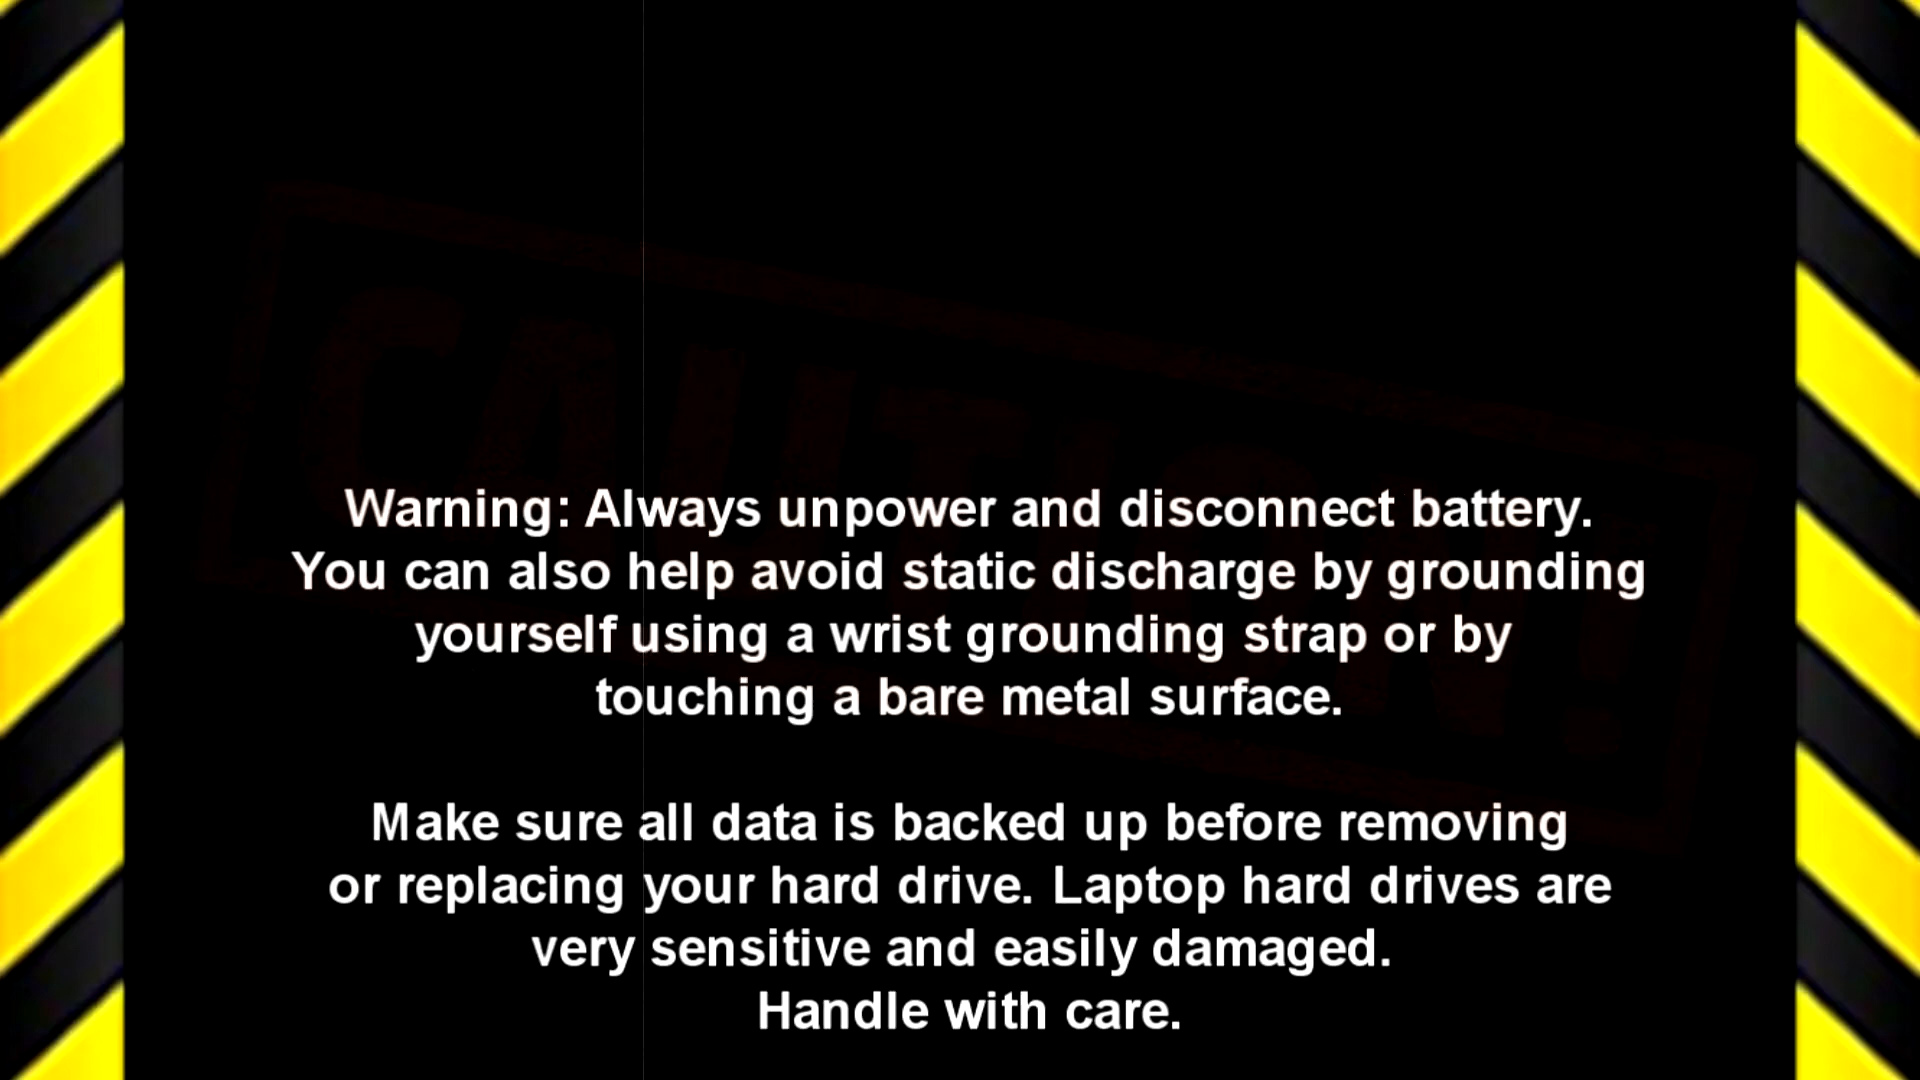 CAUTION!
Warning: Always unpower and disconnect battery.
You can also help avoid static discharge by grounding
yourself using a wrist grounding strap or by
touching a bare metal surface.
Make sure all data is backed up before removing
or replacing your hard drive. Laptop hard drives are
very sensitive and easily damaged.
Handle with care.